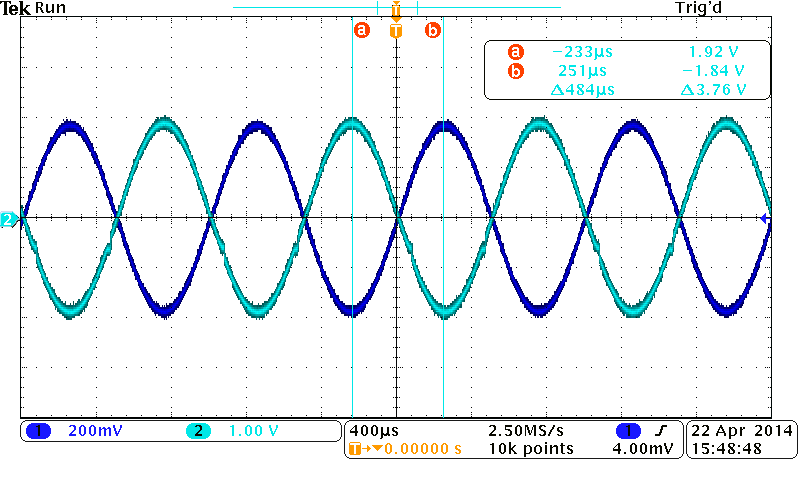 Tek Run Trig'd
T
a b
T
a -233µs 1.92 V
b 251µs -1.84 V
Δ484µs Δ3.76 V
2
1 200mV 2 1.00 V 400µs 2.50MS/s 1 22 Apr 2014
T→▼0.00000 s 10k points 4.00mV 15:48:48